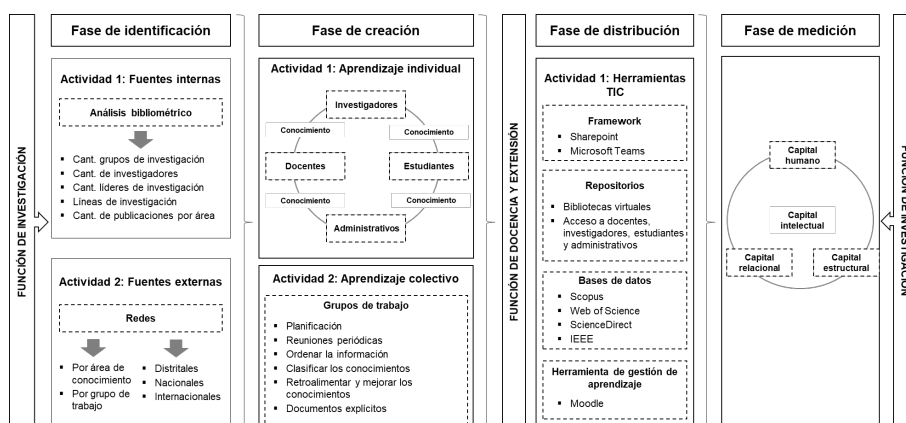 FUNCIÓN DE INVESTIGACIÓN
Fase de identificación
Actividad 1: Fuentes internas
Análisis bibliométrico
▪ Cant. grupos de investigación
▪ Cant. de investigadores
▪ Cant. líderes de investigación
▪ Líneas de investigación
▪ Cant. de publicaciones por área
Actividad 2: Fuentes externas
Redes
▪ Por área de
conocimiento
▪ Por grupo de
trabajo
▪ Distritales
▪ Nacionales
▪ Internacionales
Fase de creación
Actividad 1: Aprendizaje individual
Investigadores
Conocimiento
Conocimiento
Docentes
Estudiantes
Conocimiento
Conocimiento
Administrativos
Actividad 2: Aprendizaje colectivo
Grupos de trabajo
▪ Planificación
▪ Reuniones periódicas
▪ Ordenar la información
▪ Clasificar los conocimientos
▪ Retroalimentar y mejorar los
conocimientos
▪ Documentos explícitos
FUNCIÓN DE DOCENCIA Y EXTENSIÓN
Fase de distribución
Actividad 1: Herramientas
TIC
Framework
▪ Sharepoint
▪ Microsoft Teams
Repositorios
▪ Bibliotecas virtuales
▪ Acceso a docentes,
investigadores, estudiantes
y administrativos
Bases de datos
▪ Scopus
▪ Web of Science
▪ ScienceDirect
▪ IEEE
Herramienta de gestión de
aprendizaje
▪ Moodle
Fase de medición
Capital
humano
Capital
intelectual
Capital
relacional
Capital
estructural
FUNCIÓN DE INVESTIGACIÓN